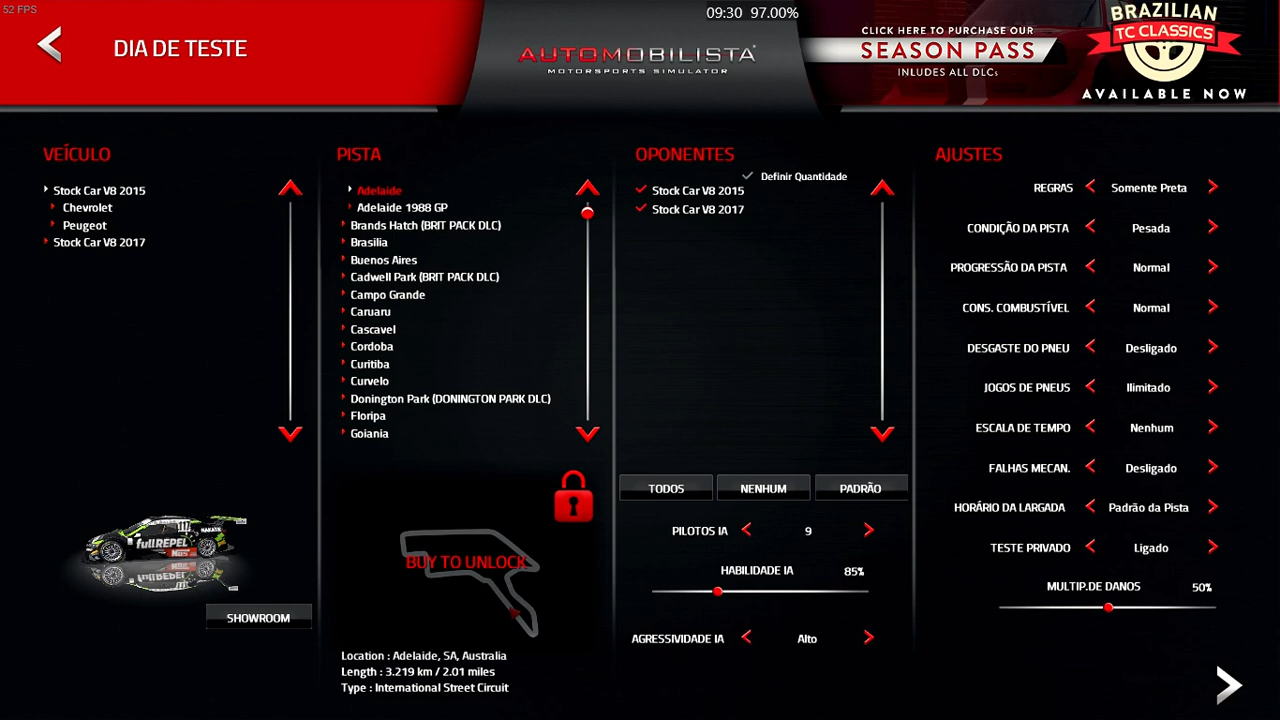 52 FPS
09:30 97.00%
DIA DE TESTE
AUTOMOBILISTA
MOTORSPORTS SIMULATOR
CLICK HERE TO PURCHASE OUR
SEASON PASS
INLUDES ALL DLCs
BRAZILIAN
TC CLASSICS
AVAILABLE NOW
VEÍCULO
Stock Car V8 2015
Chevrolet
Peugeot
Stock Car V8 2017
fullREPEL
SHOWROOM
PISTA
Adelaide
Adelaide 1988 GP
Brands Hatch (BRIT PACK DLC)
Brasilia
Buenos Aires
Cadwell Park (BRIT PACK DLC)
Campo Grande
Caruaru
Cascavel
Cordoba
Curitiba
Curvelo
Donington Park (DONINGTON PARK DLC)
Floripa
Goiania
BUY TO UNLOCK
Location : Adelaide, SA, Australia
Length : 3.219 km / 2.01 miles
Type : International Street Circuit
OPONENTES
Definir Quantidade
Stock Car V8 2015
Stock Car V8 2017
TODOS NENHUM PADRÃO
PILOTOS IA 9
HABILIDADE IA 85%
AGRESSIVIDADE IA Alto
AJUSTES
REGRAS Somente Preta
CONDIÇÃO DA PISTA Pesada
PROGRESSÃO DA PISTA Normal
CONS. COMBUSTÍVEL Normal
DESGASTE DO PNEU Desligado
JOGOS DE PNEUS Ilimitado
ESCALA DE TEMPO Nenhum
FALHAS MECAN. Desligado
HORÁRIO DA LARGADA Padrão da Pista
TESTE PRIVADO Ligado
MULTIP.DE DANOS 50%